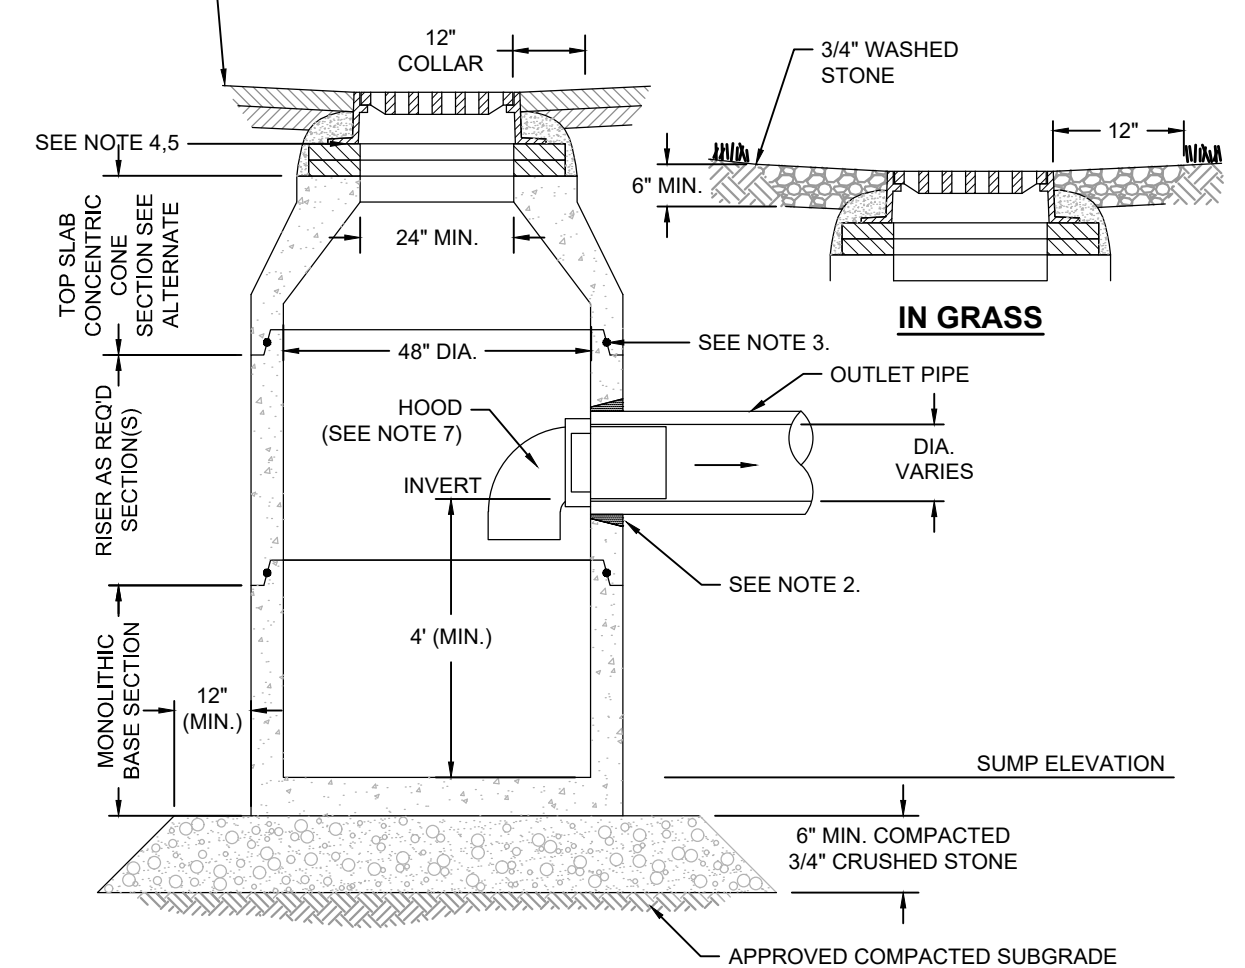 12"
COLLAR
3/4" WASHED
STONE
SEE NOTE 4,5
12"
6" MIN.
TOP SLAB
CONCENTRIC
CONE
SECTION SEE
ALTERNATE
24" MIN.
IN GRASS
48" DIA.
SEE NOTE 3.
OUTLET PIPE
HOOD
(SEE NOTE 7)
DIA.
VARIES
INVERT
RISER AS REQ'D
SECTION(S)
SEE NOTE 2.
4' (MIN.)
MONOLITHIC
BASE SECTION
12"
(MIN.)
SUMP ELEVATION
6" MIN. COMPACTED
3/4" CRUSHED STONE
APPROVED COMPACTED SUBGRADE